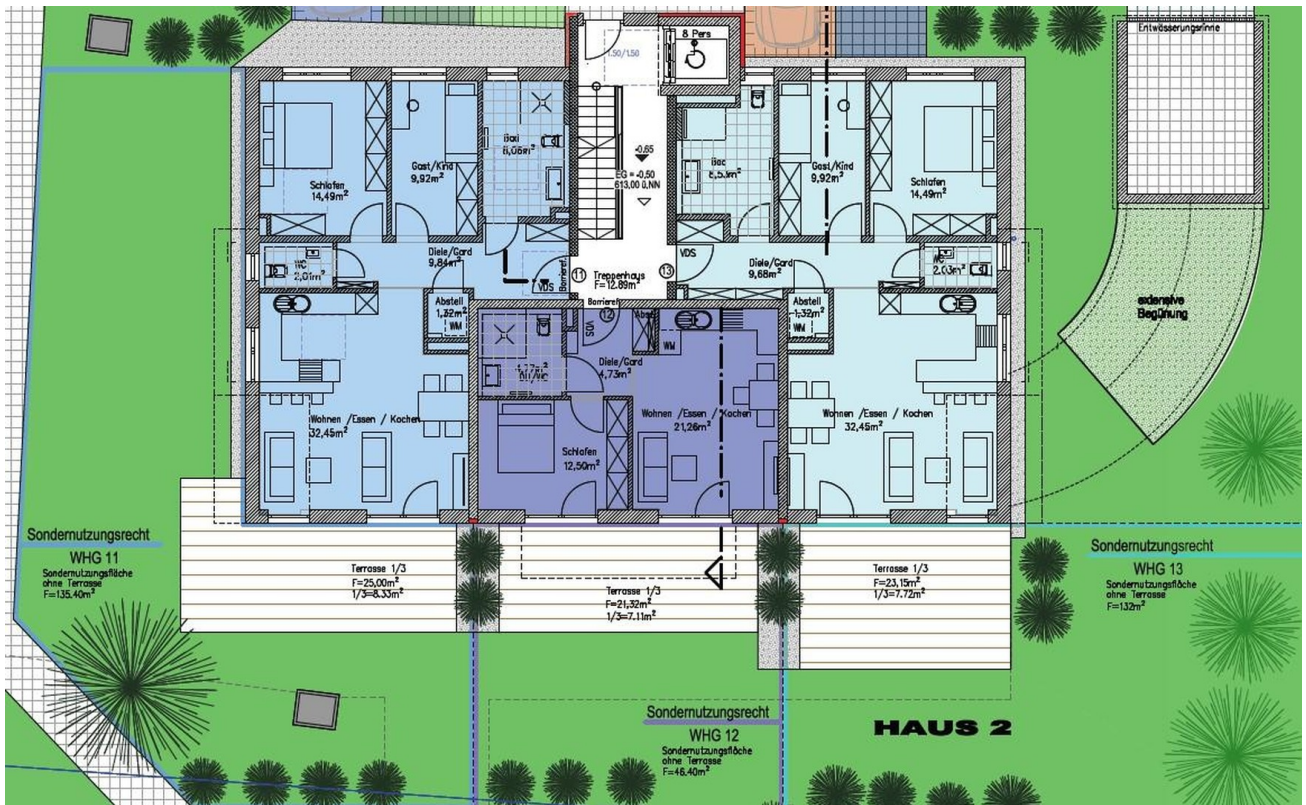 Entwässerungsrinne
8 Pers
1.50/1.50
Bad
Gast/Kind
9,92m²
Schlafen
14,49m²
-0.65
EG = -0,50
613,00 ü.NN
Bad
Gast/Kind
9,92m²
Schlafen
14,49m²
WC
2,01m²
Diele/Gard
9,84m²
VDS
Barrieref.
11
Treppenhaus
F=12.89m²
13
VDS
Diele/Gard
9,68m²
WC
2,03m²
Abstell
1,32m²
WM
Barrieref.
12
VDS
Abst
WM
Abstell
1,32m²
WM
extensive
Begrünung
Diele/Gard
4,73m²
Wohnen /Essen / Kochen
32,45m²
Wohnen /Essen / Kochen
21,26m²
Wohnen /Essen / Kochen
32,45m²
Schlafen
12,50m²
Sondernutzungsrecht
WHG 11
Sondernutzungsfläche
ohne Terrasse
F=135.40m²
Terrasse 1/3
F=25,00m²
1/3=8.33m²
Terrasse 1/3
F=21,32m²
1/3=7.11m²
Terrasse 1/3
F=23,15m²
1/3=7.72m²
Sondernutzungsrecht
WHG 13
Sondernutzungsfläche
ohne Terrasse
F=132m²
Sondernutzungsrecht
WHG 12
Sondernutzungsfläche
ohne Terrasse
F=46.40m²
HAUS 2